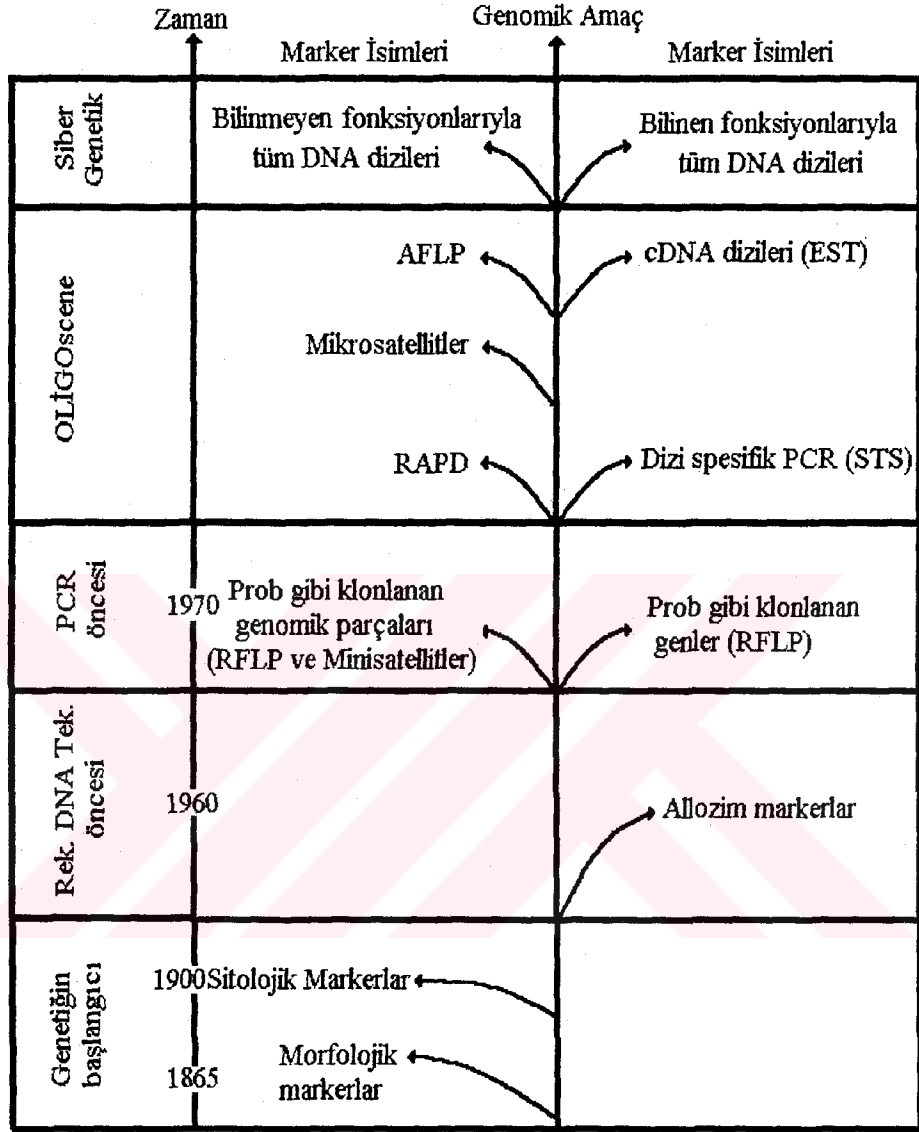 Zaman
Genomik Amaç
Marker İsimleri
Marker İsimleri
Siber
Genetik
Bilinmeyen fonksiyonlarıyla
tüm DNA dizileri
Bilinen fonksiyonlarıyla
tüm DNA dizileri
OLİGOscene
AFLP
cDNA dizileri (EST)
Mikrosatellitler
RAPD
Dizi spesifik PCR (STS)
PCR
öncesi
1970
Prob gibi klonlanan
genomik parçaları
(RFLP ve Minisatellitler)
Prob gibi klonlanan
genler (RFLP)
Rek. DNA Tek.
öncesi
1960
Allozim markerlar
Genetiğin
başlangıcı
1900
Sitolojik Markerlar
1865
Morfolojik
markerlar